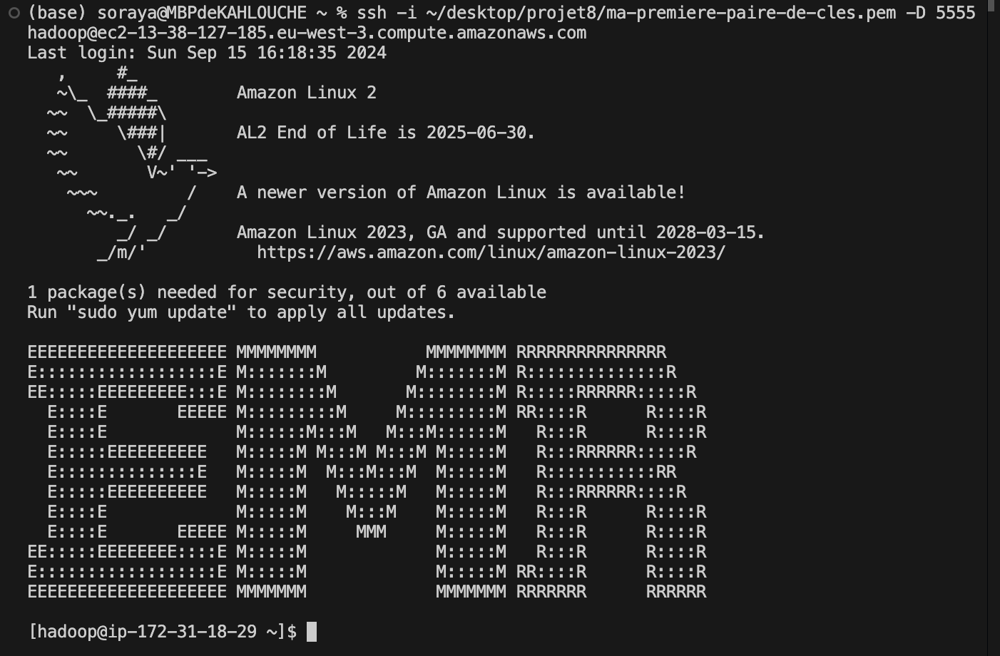 (base) soraya@MBPdeKAHLOUCHE ~ % ssh -i ~/desktop/projet8/ma-premiere-paire-de-cles.pem -D 5555
hadoop@ec2-13-38-127-185.eu-west-3.compute.amazonaws.com
Last login: Sun Sep 15 16:18:35 2024
   ,     #_
   ~\_  ####_        Amazon Linux 2
  ~~  \_#####\
  ~~     \###|       AL2 End of Life is 2025-06-30.
  ~~       \#/ ___
   ~~       V~' '->
    ~~~         /    A newer version of Amazon Linux is available!
      ~~._.   _/
         _/ _/       Amazon Linux 2023, GA and supported until 2028-03-15.
       _/m/'           https://aws.amazon.com/linux/amazon-linux-2023/

1 package(s) needed for security, out of 6 available
Run "sudo yum update" to apply all updates.

EEEEEEEEEEEEEEEEEEEE MMMMMMMM           MMMMMMMM RRRRRRRRRRRRRRR
E::::::::::::::::::E M:::::::M         M:::::::M R::::::::::::::R
EE:::::EEEEEEEEE:::E M::::::::M       M::::::::M R:::::RRRRRR:::::R
  E::::E       EEEEE M:::::::::M     M:::::::::M RR::::R      R::::R
  E::::E             M::::::M:::M   M:::M::::::M   R:::R      R::::R
  E:::::EEEEEEEEEE   M:::::M M:::M M:::M M:::::M   R:::RRRRRR:::::R
  E::::::::::::::E   M:::::M  M:::M:::M  M:::::M   R:::::::::::RR
  E:::::EEEEEEEEEE   M:::::M   M:::::M   M:::::M   R:::RRRRRR::::R
  E::::E             M:::::M    M:::M    M:::::M   R:::R      R::::R
  E::::E       EEEEE M:::::M     MMM     M:::::M   R:::R      R::::R
EE:::::EEEEEEEE::::E M:::::M             M:::::M   R:::R      R::::R
E::::::::::::::::::E M:::::M             M:::::M RR::::R      R::::R
EEEEEEEEEEEEEEEEEEEE MMMMMMM             MMMMMMM RRRRRRR      RRRRRR

[hadoop@ip-172-31-18-29 ~]$